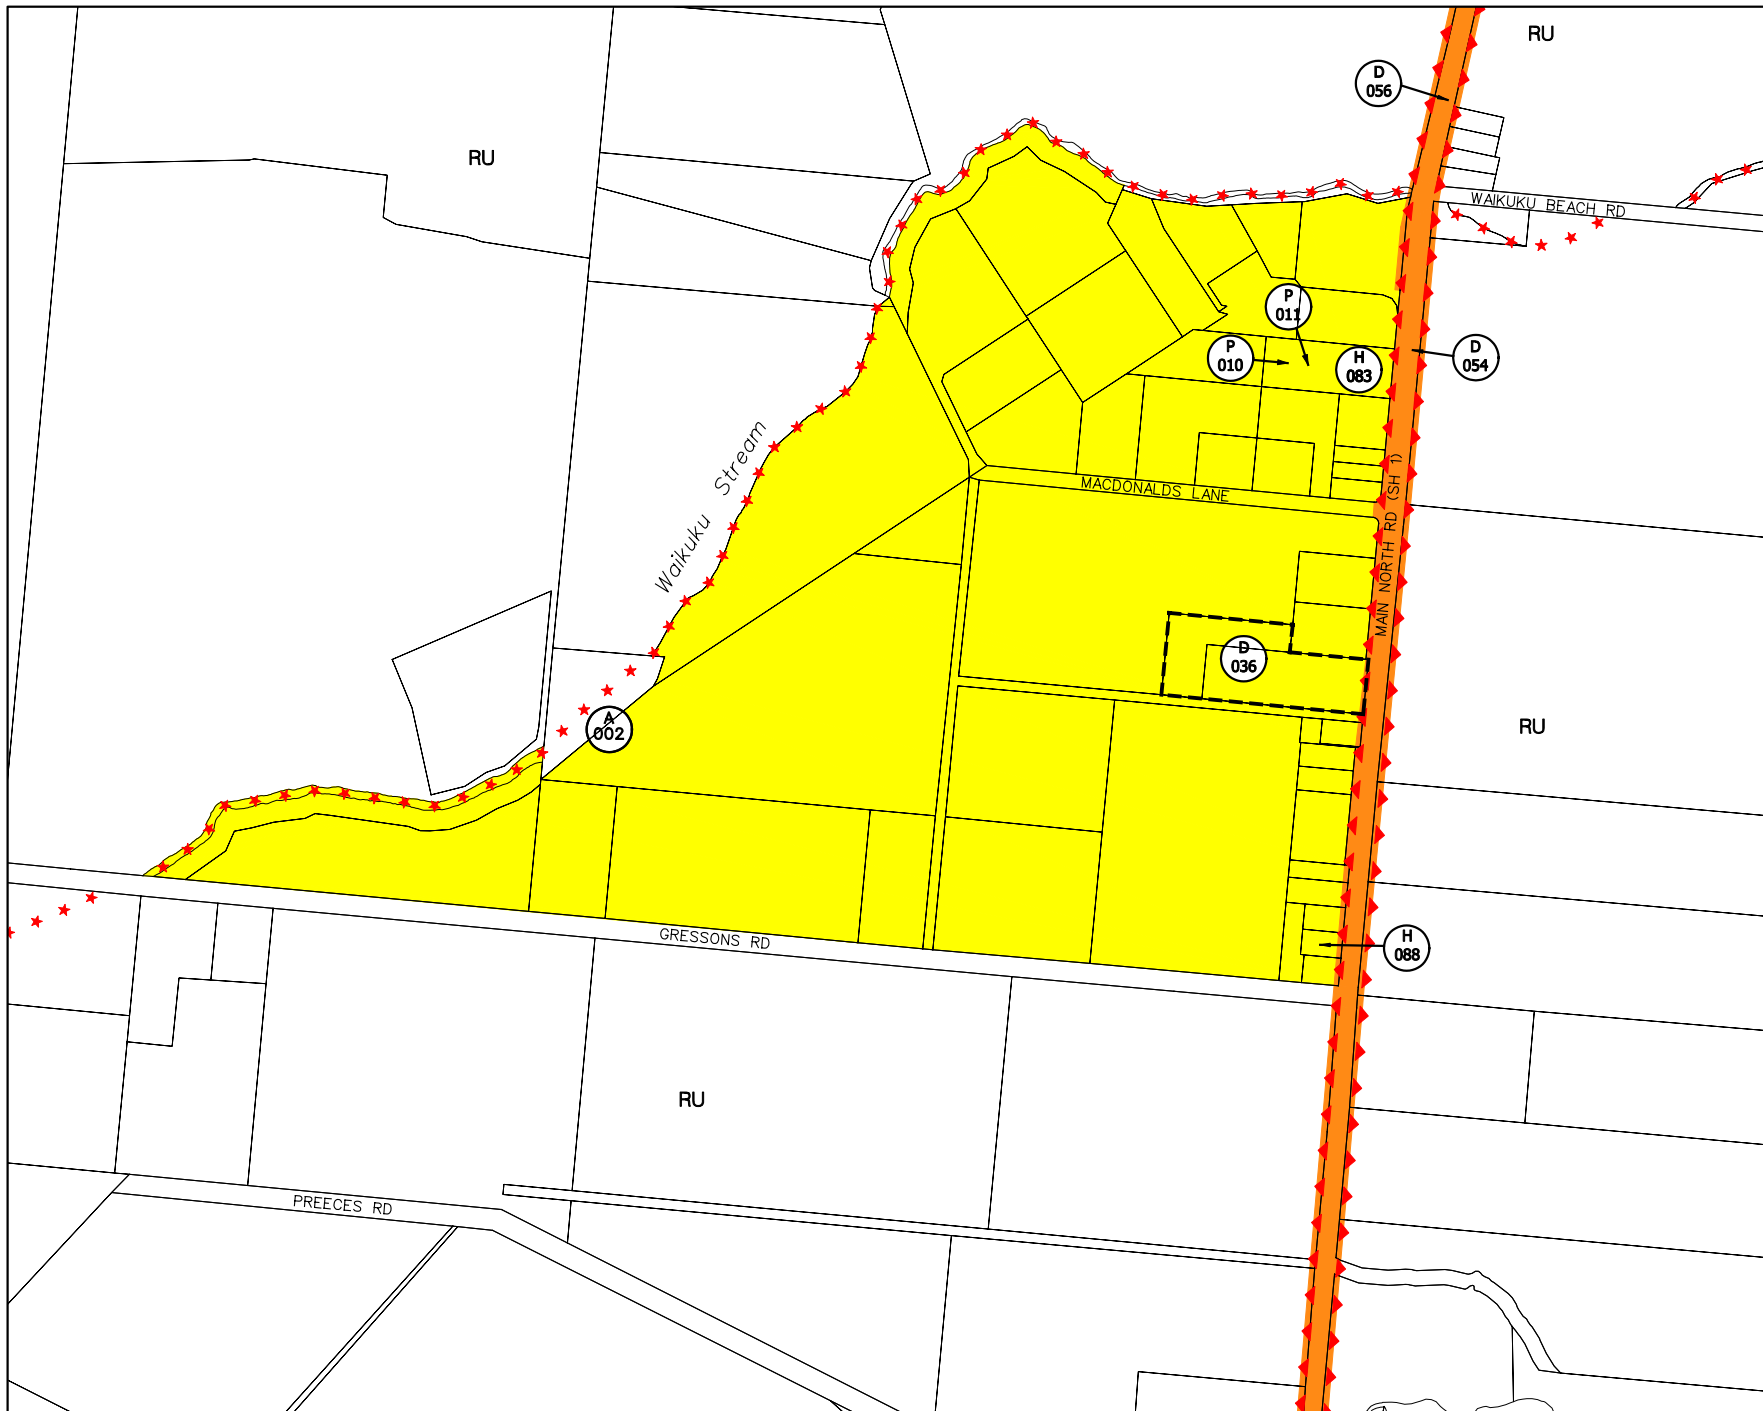 RU
D
056
RU
WAIKUKU BEACH RD
P
011
P
010
H
083
D
054
Waikuku Stream
MACDONALDS LANE
MAIN NORTH RD (SH 1)
D
036
A
002
RU
GRESSONS RD
H
088
RU
PREECES RD